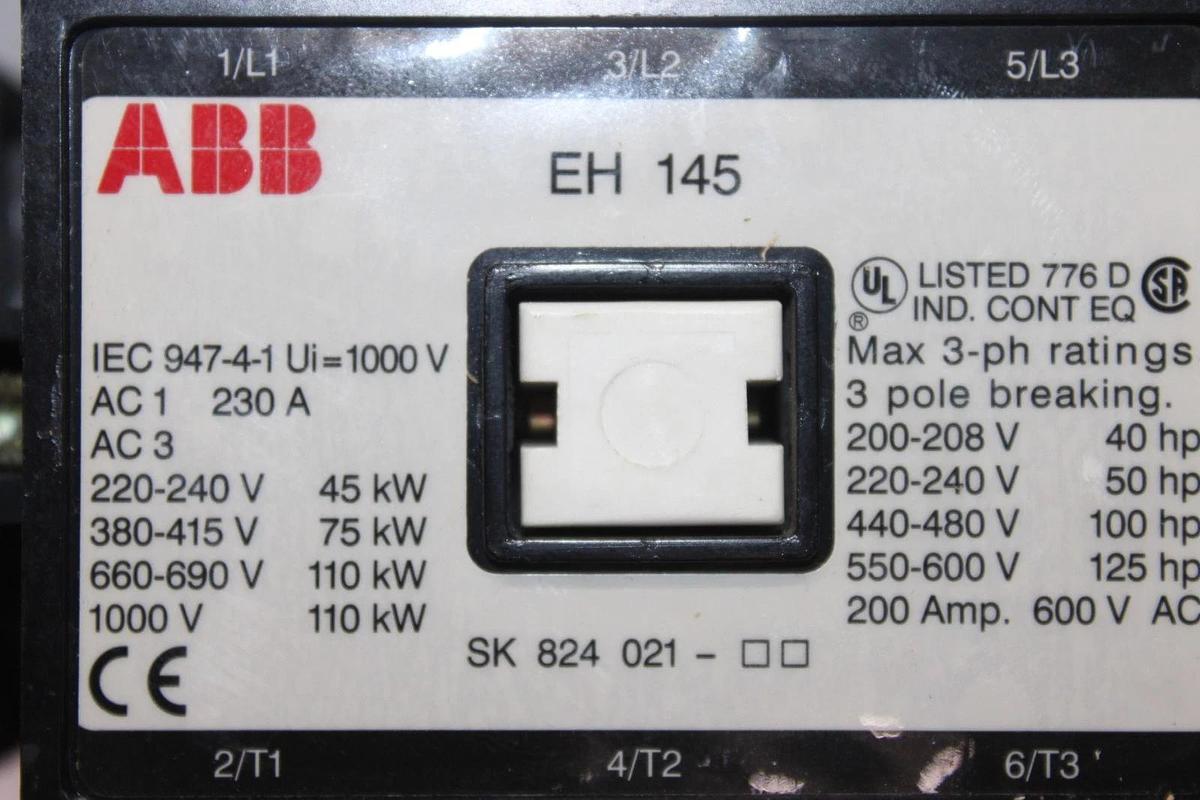 1/L1 3/L2 5/L3
ABB
EH 145
IEC 947-4-1 Ui=1000 V
AC 1 230 A
AC 3
220-240 V 45 kW
380-415 V 75 kW
660-690 V 110 kW
1000 V 110 kW
CE
SK 824 021 - □□
UL LISTED 776 D SA
® IND. CONT EQ
Max 3-ph ratings
3 pole breaking.
200-208 V 40 hp
220-240 V 50 hp
440-480 V 100 hp
550-600 V 125 hp
200 Amp. 600 V AC
2/T1 4/T2 6/T3